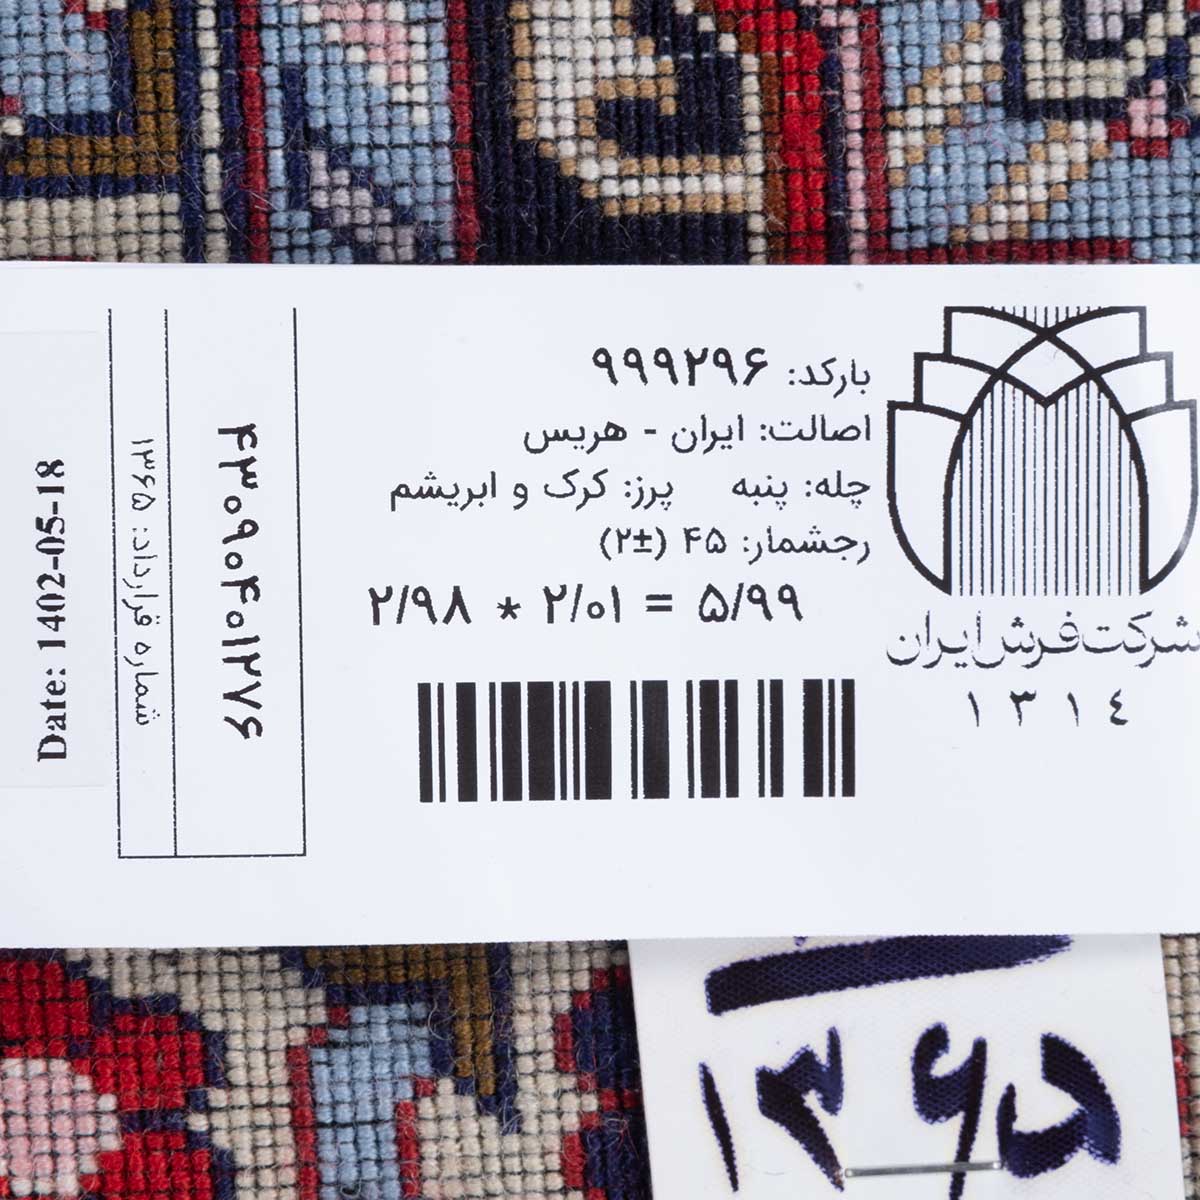 بارکد: ۹۹۹۲۹۶
اصالت: ایران - هریس
چله: پنبه پرز: کرک و ابریشم
رجشمار: ۴۵ (±۲)
۲/۹۸ * ۲/۰۱ = ۵/۹۹
شرکت فرش ایران
١٣١٤
۴۳۰۹۰۴۰۱۲۷۶
شماره قرارداد: ۱۳۶۵
Date: 1402-05-18
۱۳۶۵